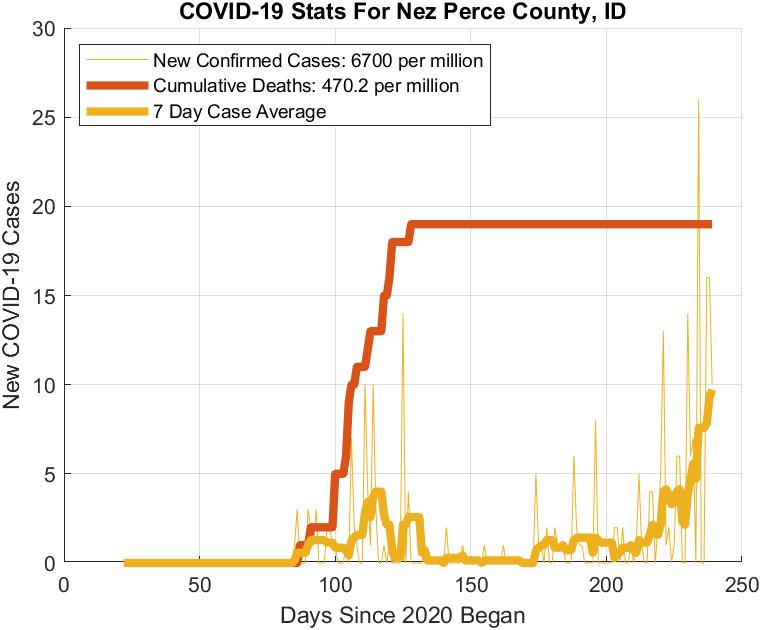 COVID-19 Stats For Nez Perce County, ID
30
New Confirmed Cases: 6700 per million
Cumulative Deaths: 470.2 per million
7 Day Case Average
25
20
15
10
5
0
New COVID-19 Cases
0 50 100 150 200 250
Days Since 2020 Began